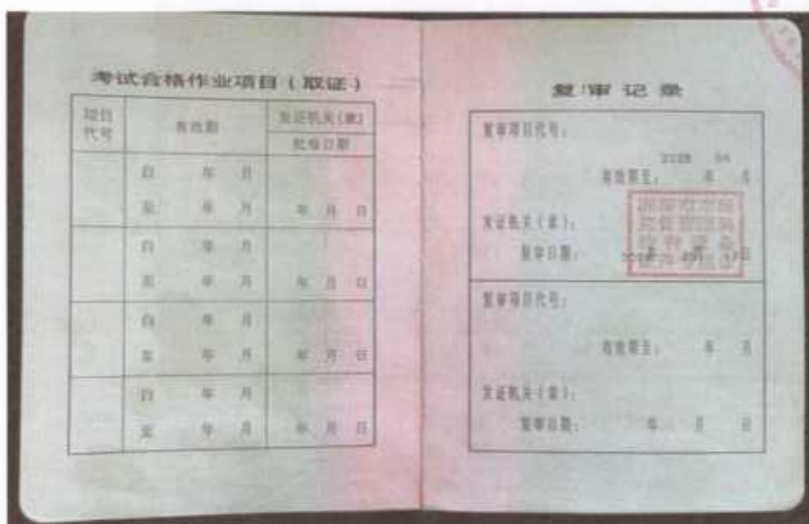 考试合格作业项目（取证）
项目代号 有效期 发证机关（章）
批准日期
自 年 月
至 年 月 年 月 日
自 年 月
至 年 月 年 月 日
自 年 月
至 年 月 年 月 日
自 年 月
至 年 月 年 月 日
复审记录
复审项目代号：
有效期至： 年 月
发证机关（章）：
复审日期： 日
复审项目代号：
有效期至： 年 月
发证机关（章）：
复审日期： 年 月 日